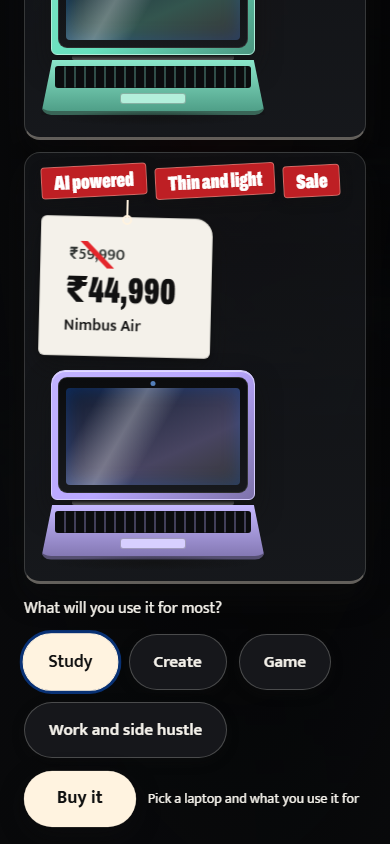 AI powered Thin and light Sale
₹59,990
₹44,990
Nimbus Air
What will you use it for most?
Study Create Game
Work and side hustle
Buy it Pick a laptop and what you use it for